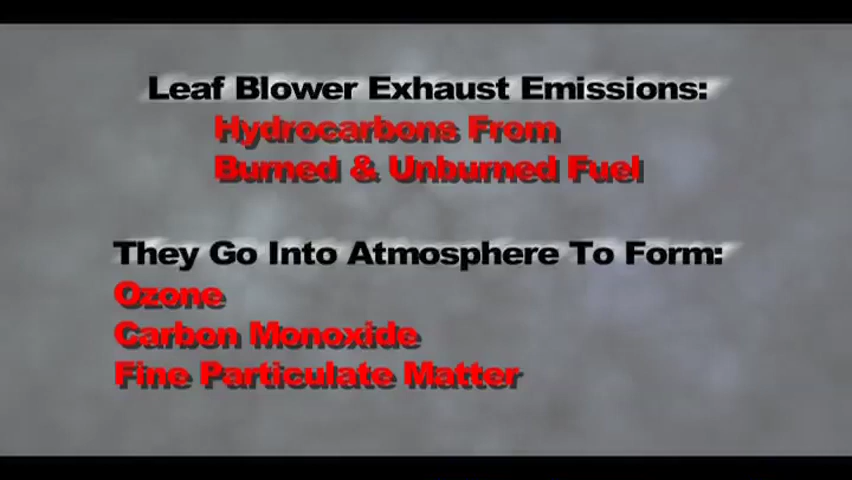 Leaf Blower Exhaust Emissions:
Hydrocarbons From
Burned & Unburned Fuel
They Go Into Atmosphere To Form:
Ozone
Carbon Monoxide
Fine Particulate Matter